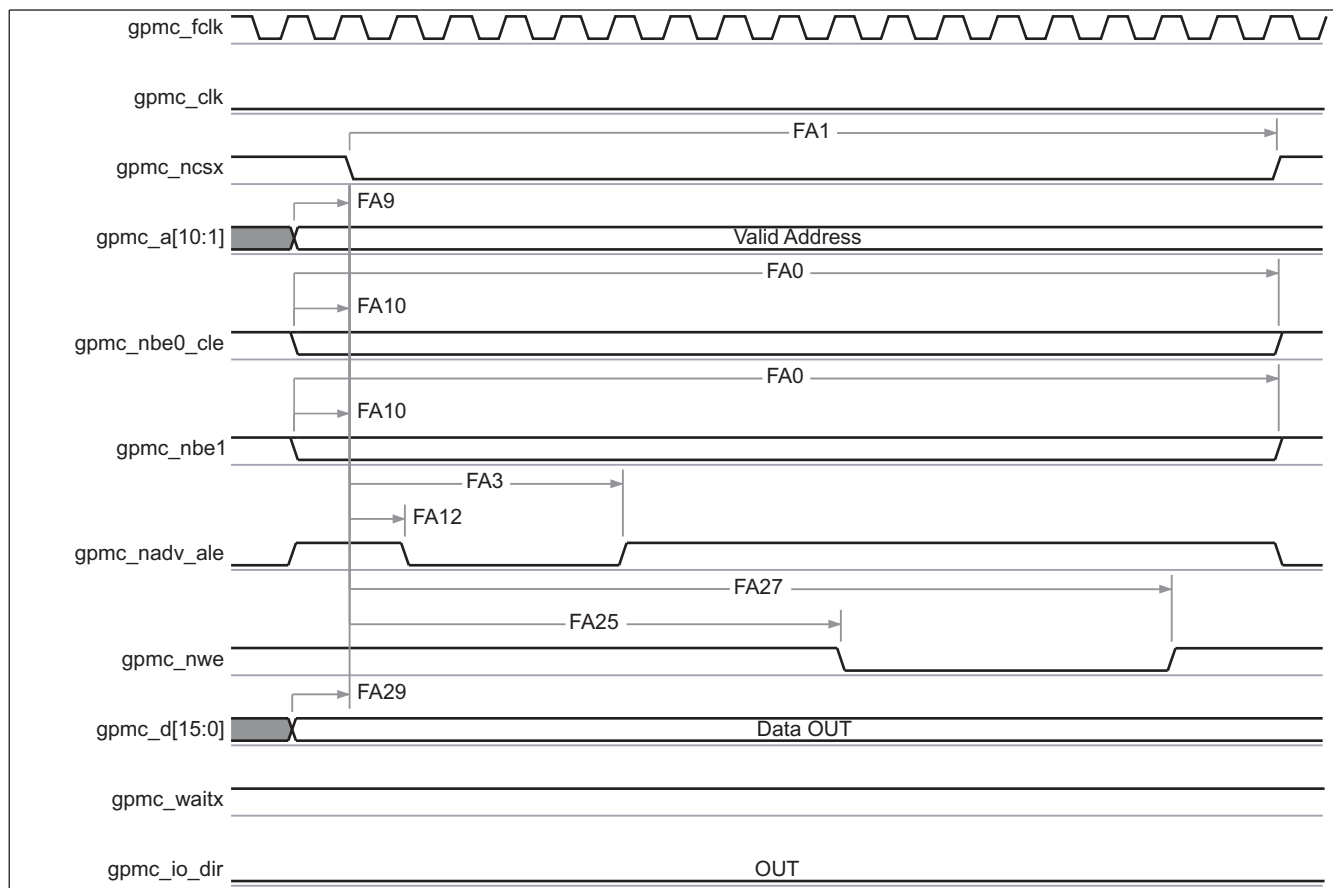 gpmc_fclk
gpmc_clk
FA1
gpmc_ncsx
FA9
gpmc_a[10:1]
Valid Address
FA0
FA10
gpmc_nbe0_cle
FA0
FA10
gpmc_nbe1
FA3
FA12
gpmc_nadv_ale
FA27
FA25
gpmc_nwe
FA29
gpmc_d[15:0]
Data OUT
gpmc_waitx
gpmc_io_dir
OUT